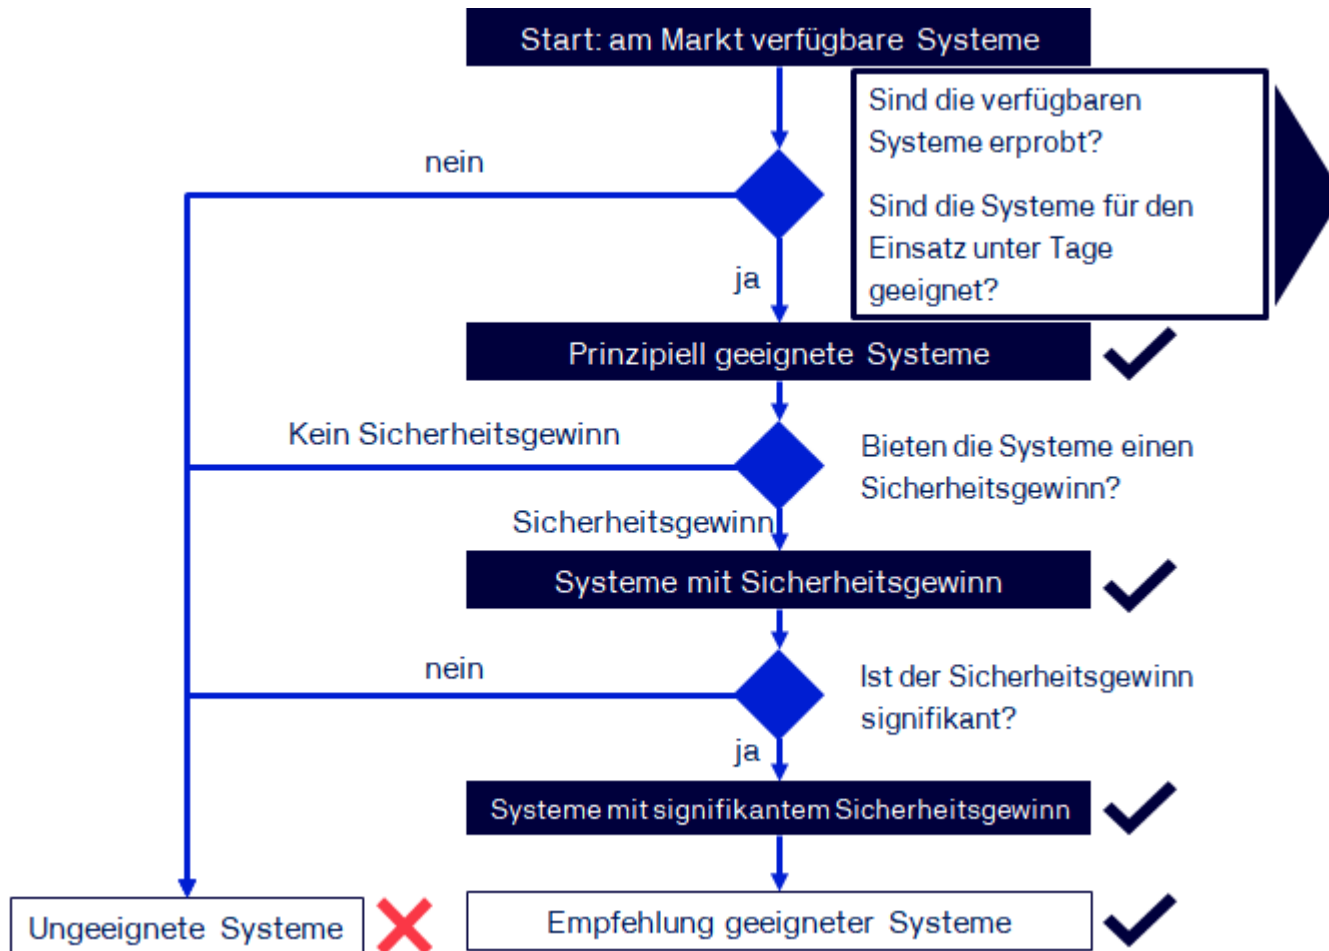 Start: am Markt verfügbare Systeme
Sind die verfügbaren
Systeme erprobt?
Sind die Systeme für den
Einsatz unter Tage
geeignet?
nein
ja
Prinzipiell geeignete Systeme
Kein Sicherheitsgewinn
Bieten die Systeme einen
Sicherheitsgewinn?
Sicherheitsgewinn
Systeme mit Sicherheitsgewinn
nein
Ist der Sicherheitsgewinn
signifikant?
ja
Systeme mit signifikantem Sicherheitsgewinn
Ungeeignete Systeme
Empfehlung geeigneter Systeme